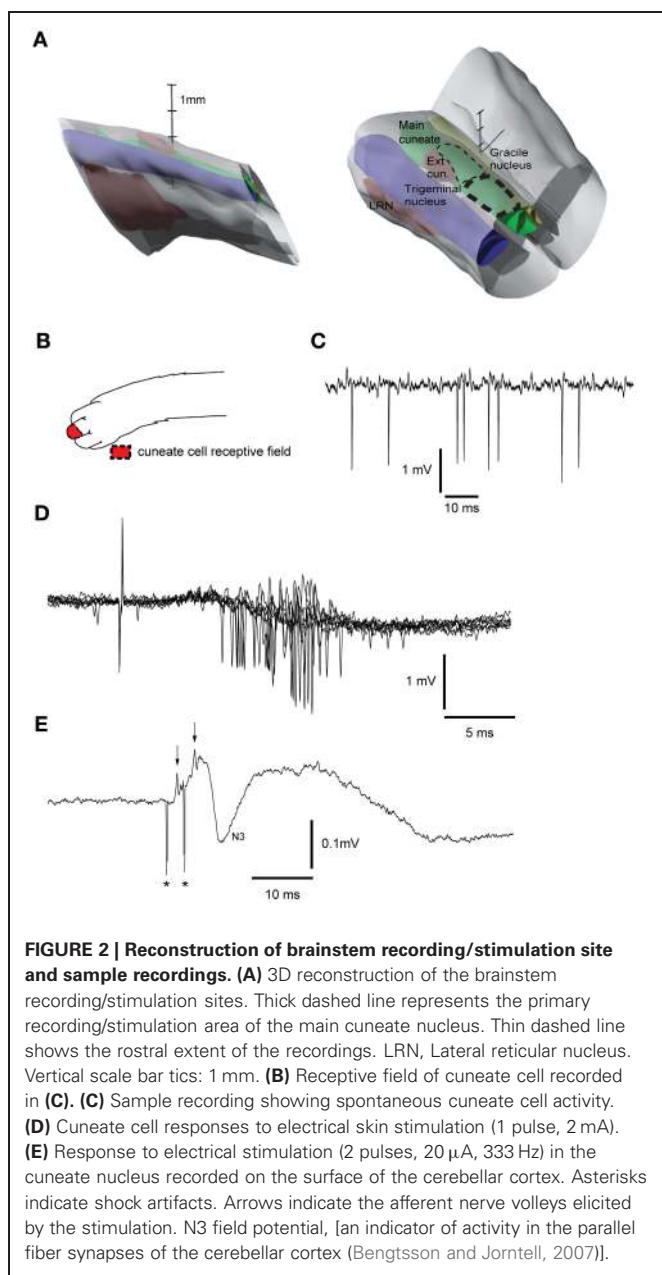 A
1mm
Main
cuneate
Gracile
nucleus
Ext
cun.
Trigeminal
nucleus
LRN
B
cuneate cell receptive field
C
1 mV
10 ms
D
1 mV
5 ms
E
N3
0.1mV
10 ms
* *
FIGURE 2 | Reconstruction of brainstem recording/stimulation site
and sample recordings. (A) 3D reconstruction of the brainstem
recording/stimulation sites. Thick dashed line represents the primary
recording/stimulation area of the main cuneate nucleus. Thin dashed line
shows the rostral extent of the recordings. LRN, Lateral reticular nucleus.
Vertical scale bar tics: 1 mm. (B) Receptive field of cuneate cell recorded
in (C). (C) Sample recording showing spontaneous cuneate cell activity.
(D) Cuneate cell responses to electrical skin stimulation (1 pulse, 2 mA).
(E) Response to electrical stimulation (2 pulses, 20 μA, 333 Hz) in the
cuneate nucleus recorded on the surface of the cerebellar cortex. Asterisks
indicate shock artifacts. Arrows indicate the afferent nerve volleys elicited
by the stimulation. N3 field potential, [an indicator of activity in the parallel
fiber synapses of the cerebellar cortex (Bengtsson and Jorntell, 2007)].